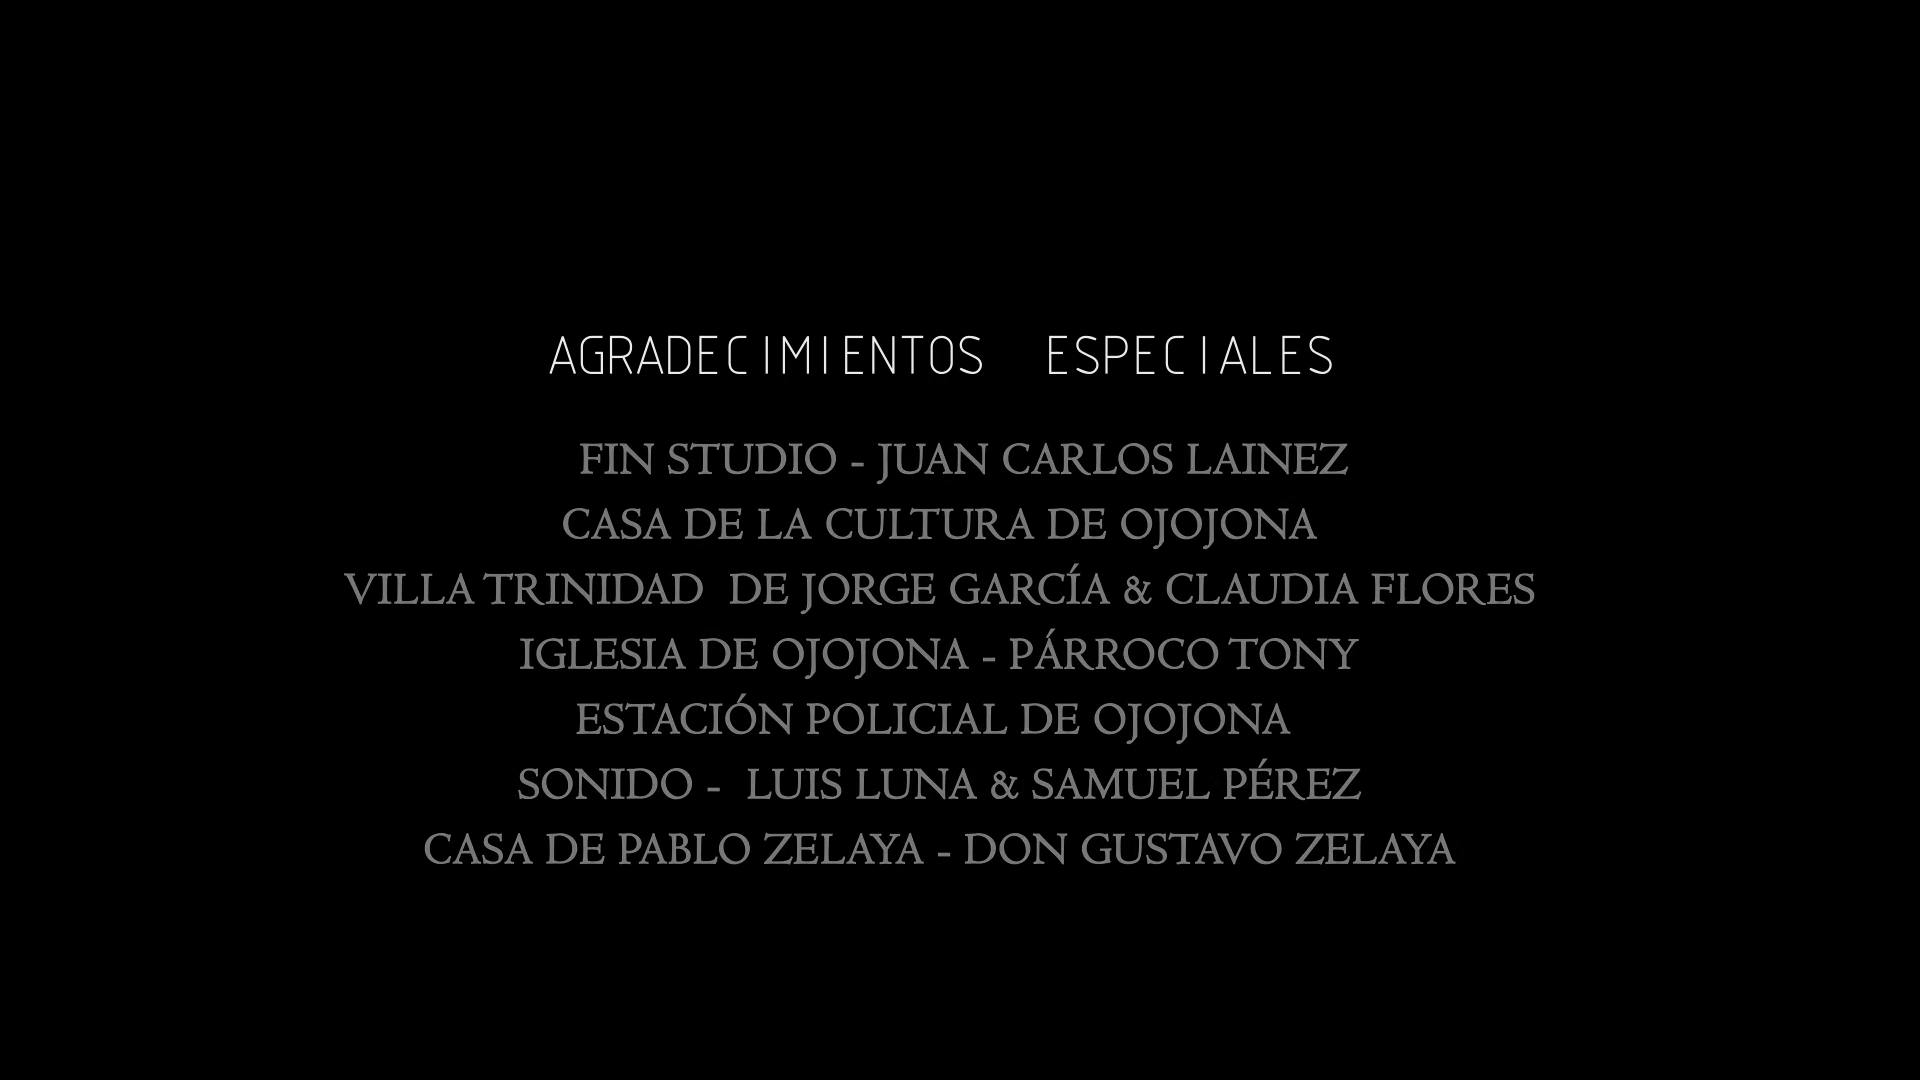 AGRADECIMIENTOS ESPECIALES
FIN STUDIO - JUAN CARLOS LAINEZ
CASA DE LA CULTURA DE OJOJONA
VILLA TRINIDAD DE JORGE GARCÍA & CLAUDIA FLORES
IGLESIA DE OJOJONA - PÁRROCO TONY
ESTACIÓN POLICIAL DE OJOJONA
SONIDO - LUIS LUNA & SAMUEL PÉREZ
CASA DE PABLO ZELAYA - DON GUSTAVO ZELAYA